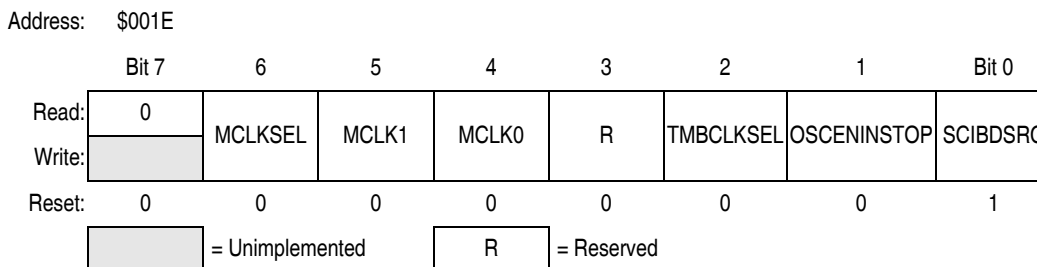 Address: $001E
Bit 7 6 5 4 3 2 1 Bit 0
Read: 0 MCLKSEL MCLK1 MCLK0 R TMBCLKSEL OSCENINSTOP SCIBDSRC
Write:
Reset: 0 0 0 0 0 0 0 1
= Unimplemented R = Reserved